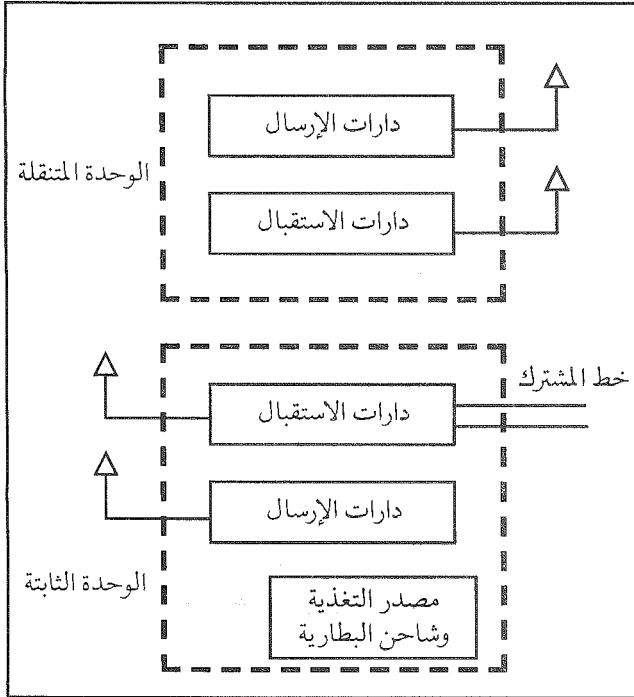 دارات الإرسال
الوحدة المتنقلة
دارات الاستقبال
خط المشترك
دارات الاستقبال
دارات الإرسال
الوحدة الثابتة
مصدر التغذية
وشاحن البطارية